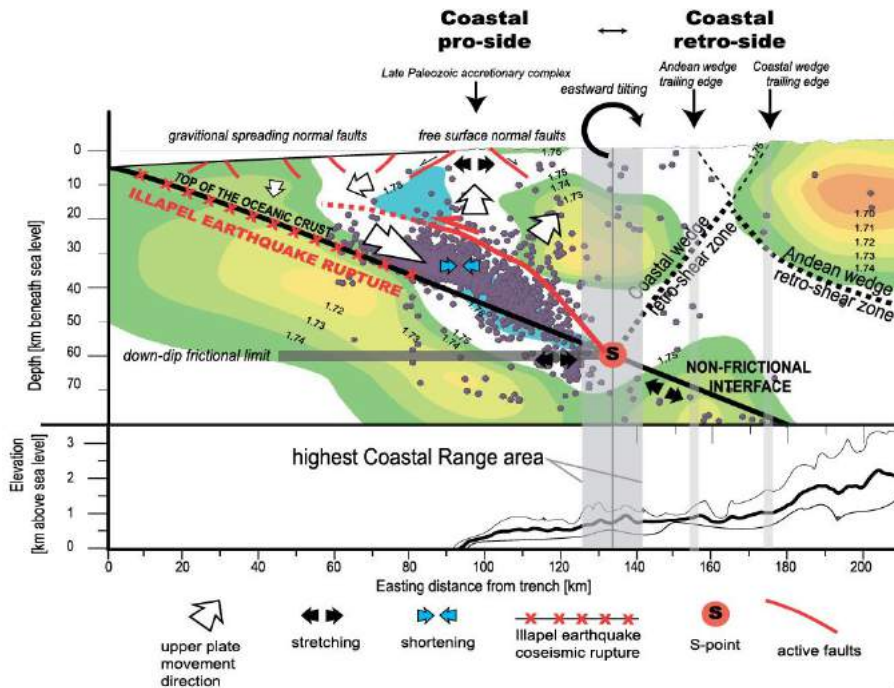 Coastal
pro-side
Coastal
retro-side
Late Paleozoic accretionary complex
eastward tilting
Andean wedge
trailing edge
Coastal wedge
trailing edge
gravitional spreading normal faults
free surface normal faults
0
10
20
30
40
50
60
70
Depth [km beneath sea level]
TOP OF THE OCEANIC CRUST
ILLAPEL EARTHQUAKE RUPTURE
1.75
1.75
1.74
1.73
1.75
1.70
1.71
1.72
1.73
1.74
Coastal wedge
retro-shear zone
Andean wedge
retro-shear zone
1.71
1.72
1.73
1.74
1.73
1.75
1.74
1.75
down-dip frictional limit
S
NON-FRICTIONAL
INTERFACE
Elevation
[km above sea level]
3
2
1
0
highest Coastal Range area
0
20
40
60
80
100
120
140
160
180
200
Easting distance from trench [km]
upper plate
movement
direction
stretching
shortening
Illapel earthquake
coseismic rupture
S
S-point
active faults